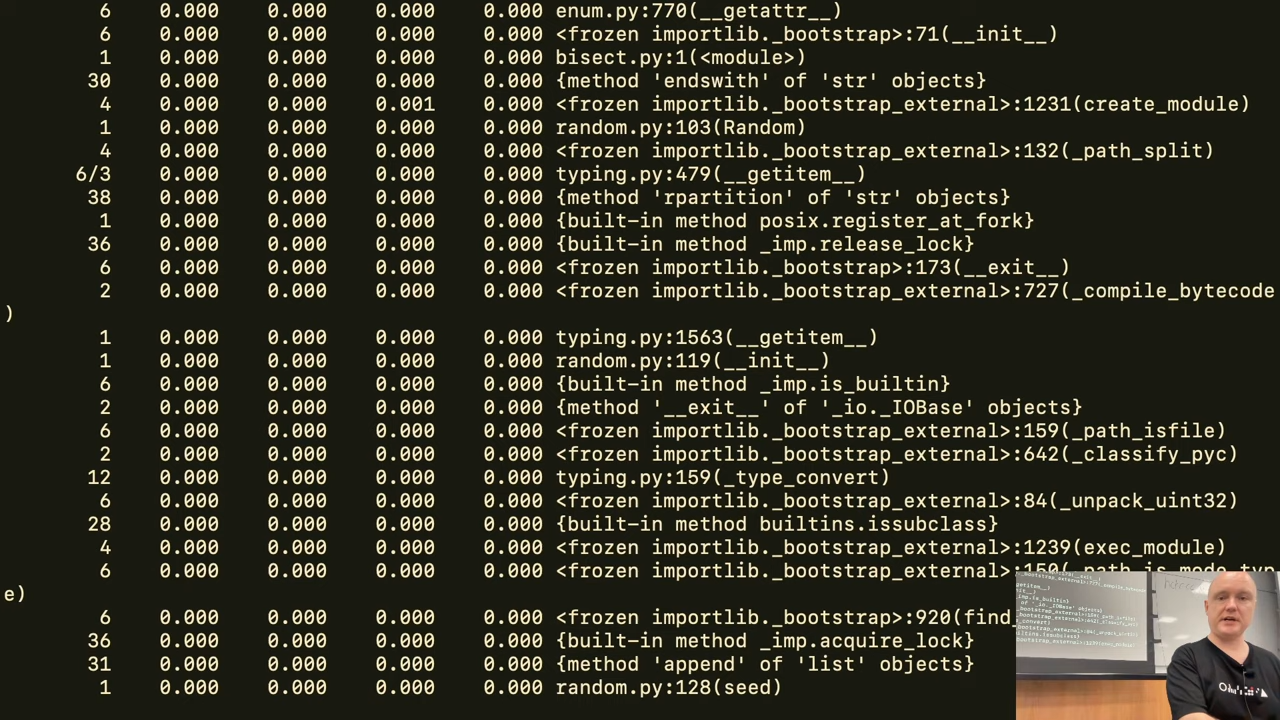 6 0.000 0.000 0.000 0.000 enum.py:770(__getattr__)
6 0.000 0.000 0.000 0.000 <frozen importlib._bootstrap>:71(__init__)
1 0.000 0.000 0.000 0.000 bisect.py:1(<module>)
30 0.000 0.000 0.000 0.000 {method 'endswith' of 'str' objects}
4 0.000 0.000 0.001 0.000 <frozen importlib._bootstrap_external>:1231(create_module)
1 0.000 0.000 0.000 0.000 random.py:103(Random)
4 0.000 0.000 0.000 0.000 <frozen importlib._bootstrap_external>:132(_path_split)
6/3 0.000 0.000 0.000 0.000 typing.py:479(__getitem__)
38 0.000 0.000 0.000 0.000 {method 'rpartition' of 'str' objects}
1 0.000 0.000 0.000 0.000 {built-in method posix.register_at_fork}
36 0.000 0.000 0.000 0.000 {built-in method _imp.release_lock}
6 0.000 0.000 0.000 0.000 <frozen importlib._bootstrap>:173(__exit__)
2 0.000 0.000 0.000 0.000 <frozen importlib._bootstrap_external>:727(_compile_bytecode
)
1 0.000 0.000 0.000 0.000 typing.py:1563(__getitem__)
1 0.000 0.000 0.000 0.000 random.py:119(__init__)
6 0.000 0.000 0.000 0.000 {built-in method _imp.is_builtin}
2 0.000 0.000 0.000 0.000 {method '__exit__' of '_io._IOBase' objects}
6 0.000 0.000 0.000 0.000 <frozen importlib._bootstrap_external>:159(_path_isfile)
2 0.000 0.000 0.000 0.000 <frozen importlib._bootstrap_external>:642(_classify_pyc)
12 0.000 0.000 0.000 0.000 typing.py:159(_type_convert)
6 0.000 0.000 0.000 0.000 <frozen importlib._bootstrap_external>:84(_unpack_uint32)
28 0.000 0.000 0.000 0.000 {built-in method builtins.issubclass}
4 0.000 0.000 0.000 0.000 <frozen importlib._bootstrap_external>:1239(exec_module)
6 0.000 0.000 0.000 0.000 <frozen importlib._bootstrap_external>:150(_path_is_mode_typ
e)
6 0.000 0.000 0.000 0.000 <frozen importlib._bootstrap>:920(find_
36 0.000 0.000 0.000 0.000 {built-in method _imp.acquire_lock}
31 0.000 0.000 0.000 0.000 {method 'append' of 'list' objects}
1 0.000 0.000 0.000 0.000 random.py:128(seed)